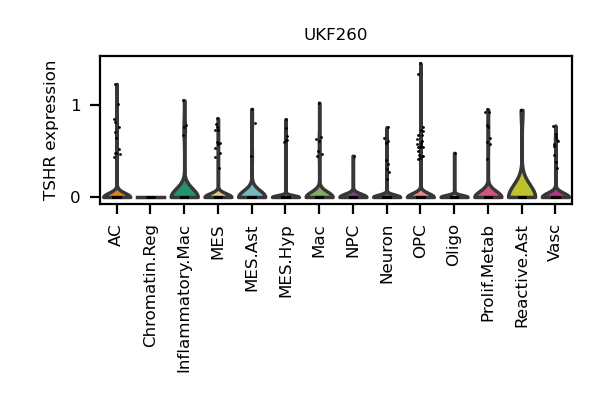 UKF260
TSHR expression
1
0
AC
Chromatin.Reg
Inflammatory.Mac
MES
MES.Ast
MES.Hyp
Mac
NPC
Neuron
OPC
Oligo
Prolif.Metab
Reactive.Ast
Vasc